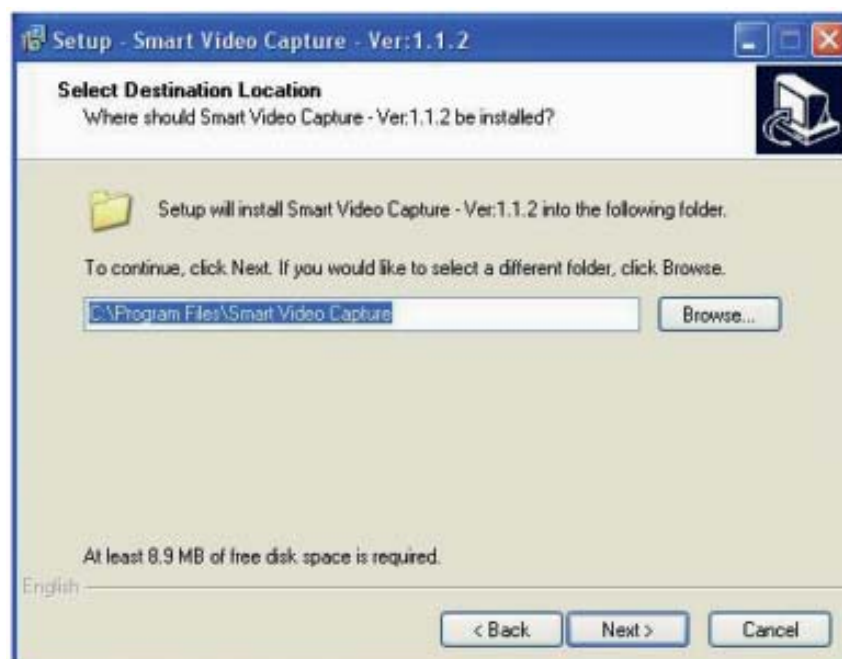 Setup - Smart Video Capture - Ver:1.1.2
Select Destination Location
Where should Smart Video Capture - Ver:1.1.2 be installed?
Setup will install Smart Video Capture - Ver:1.1.2 into the following folder.
To continue, click Next. If you would like to select a different folder, click Browse.
C:\Program Files\Smart Video Capture
Browse...
At least 8.9 MB of free disk space is required.
English
< Back
Next >
Cancel